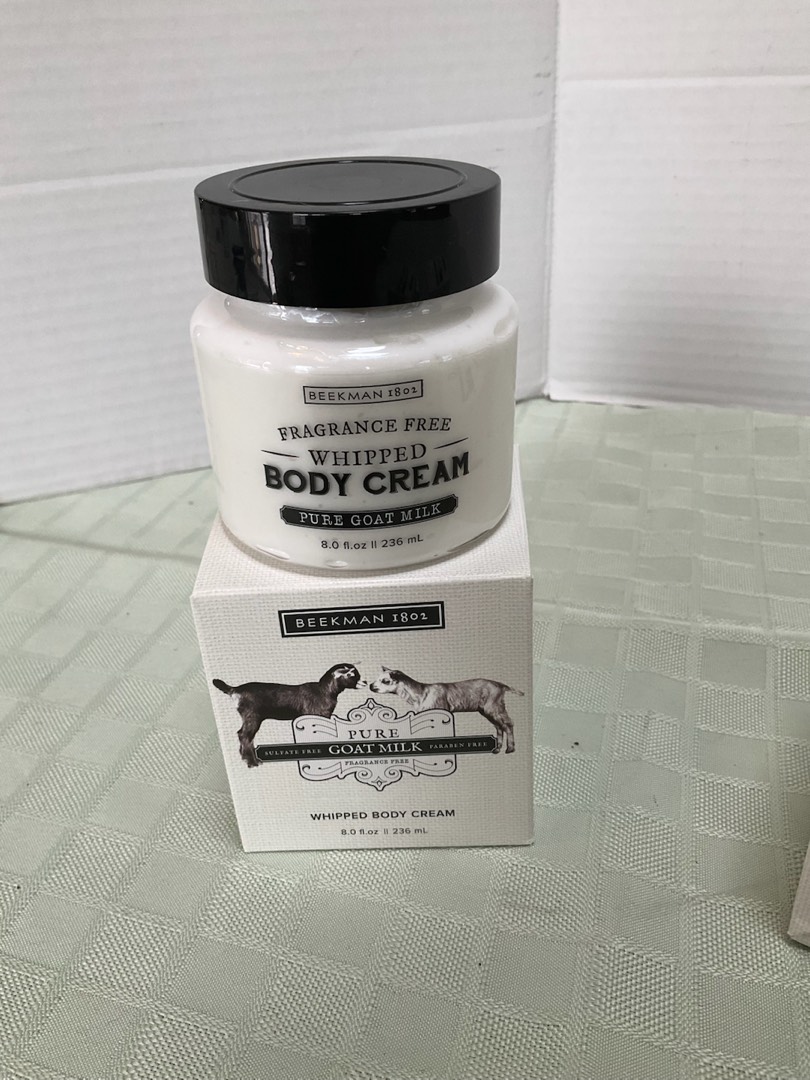 BEEKMAN 1802
FRAGRANCE FREE
WHIPPED
BODY CREAM
PURE GOAT MILK
8.0 fl.oz || 236 mL
BEEKMAN 1802
PURE
SULFATE FREE GOAT MILK PARABEN FREE
FRAGRANCE FREE
WHIPPED BODY CREAM
8.0 fl.oz || 236 mL